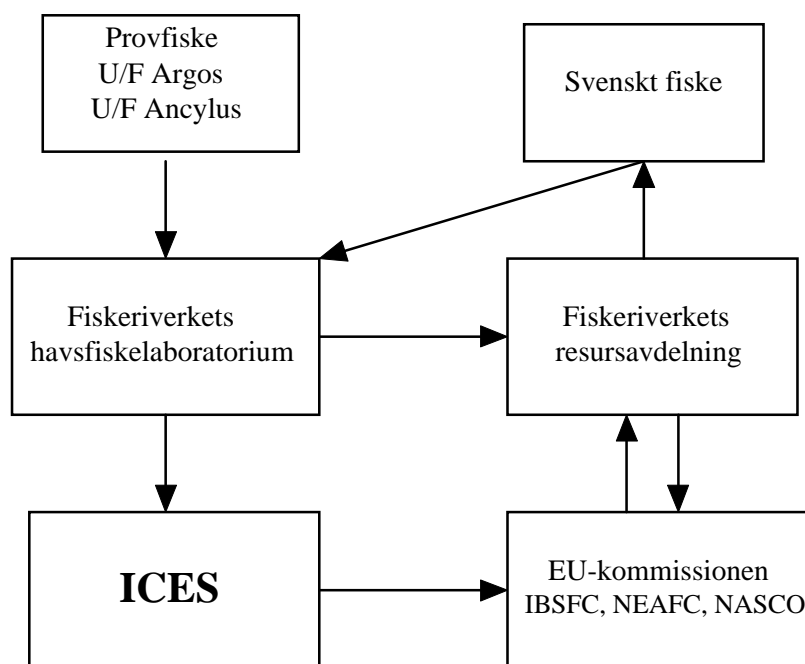 Provfiske
U/F Argos
U/F Ancylus
Svenskt fiske
Fiskeriverkets
havsfiskelaboratorium
Fiskeriverkets
resursavdelning
ICES
EU-kommissionen
IBSFC, NEAFC, NASCO